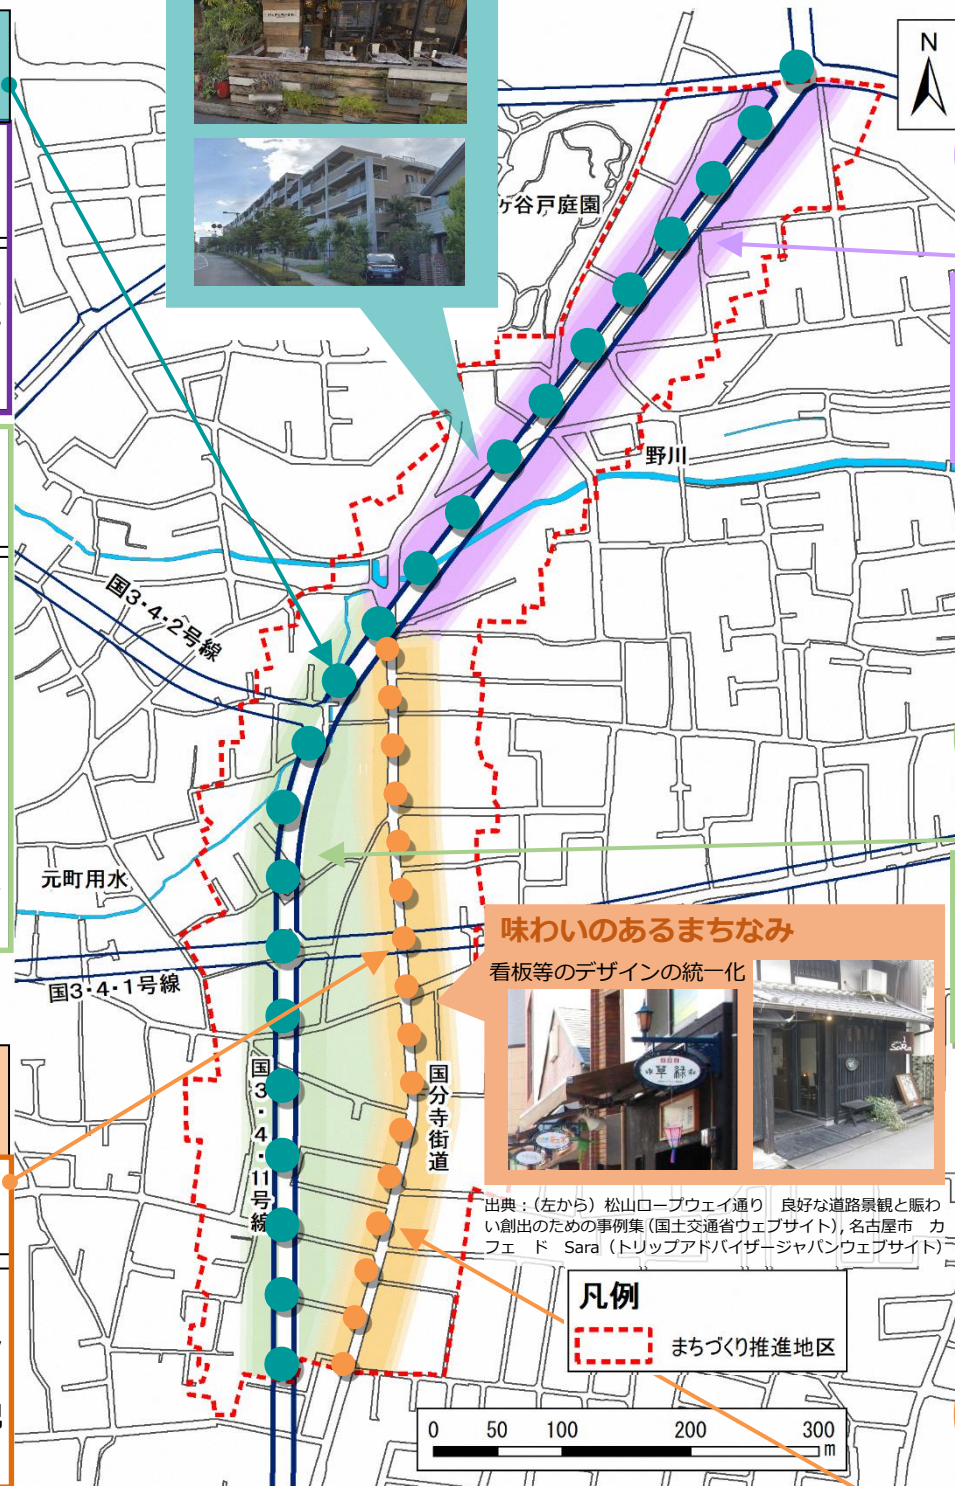 N
ヶ谷戸庭園
野川
国3・4・2号線
元町用水
国3・4・1号線
国3・4・11号線
国分寺街道
味わいのあるまちなみ
看板等のデザインの統一化
草緑
SaRa
出典：（左から）松山ロープウェイ通り　良好な道路景観と賑わ
い創出のための事例集（国土交通省ウェブサイト）, 名古屋市　カ
フェ　ド　Sara（トリップアドバイザージャパンウェブサイト）
凡例
まちづくり推進地区
0 50 100 200 300
m